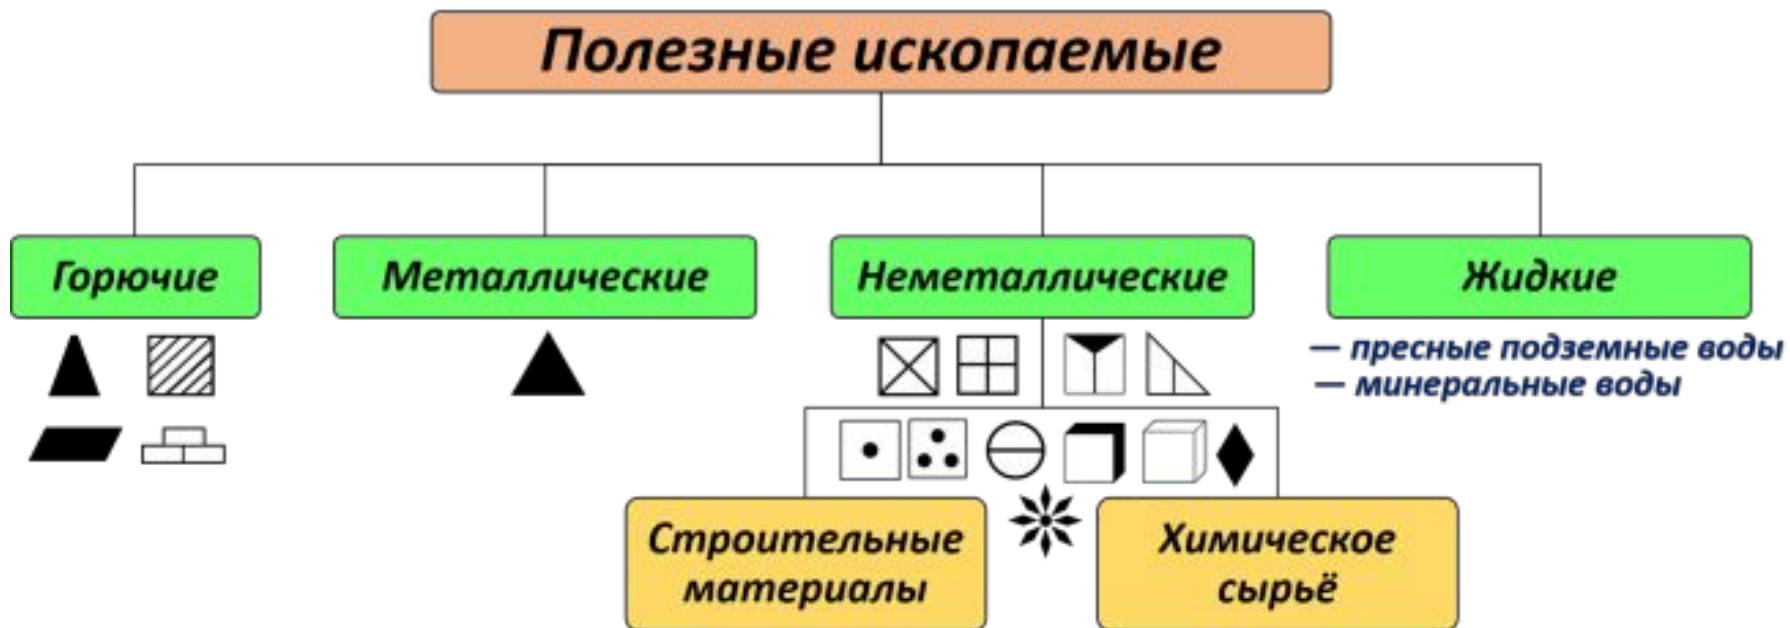 Полезные ископаемые
Горючие
Металлические
Неметаллические
Жидкие
— пресные подземные воды
— минеральные воды
Строительные
материалы
Химическое
сырьё